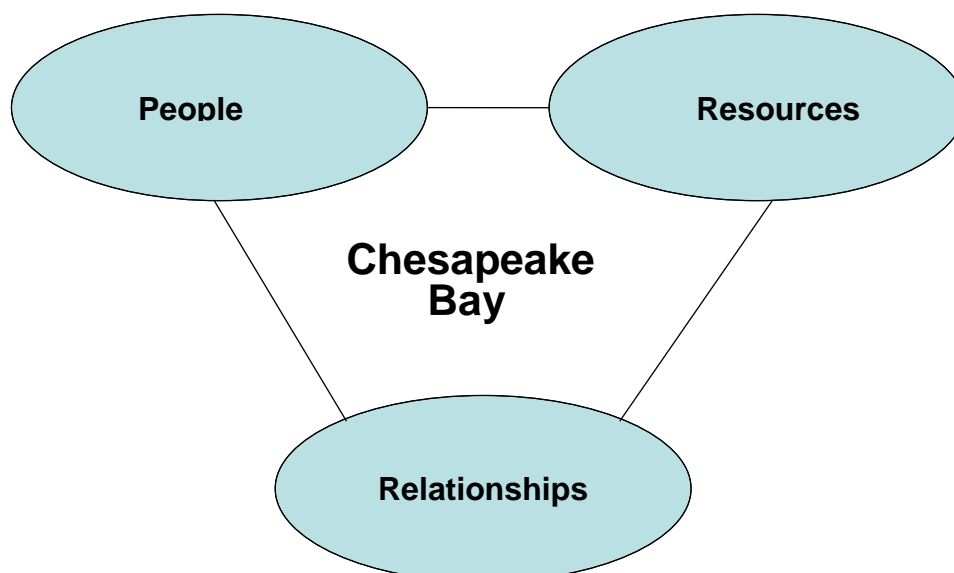 People
Resources
Chesapeake
Bay
Relationships